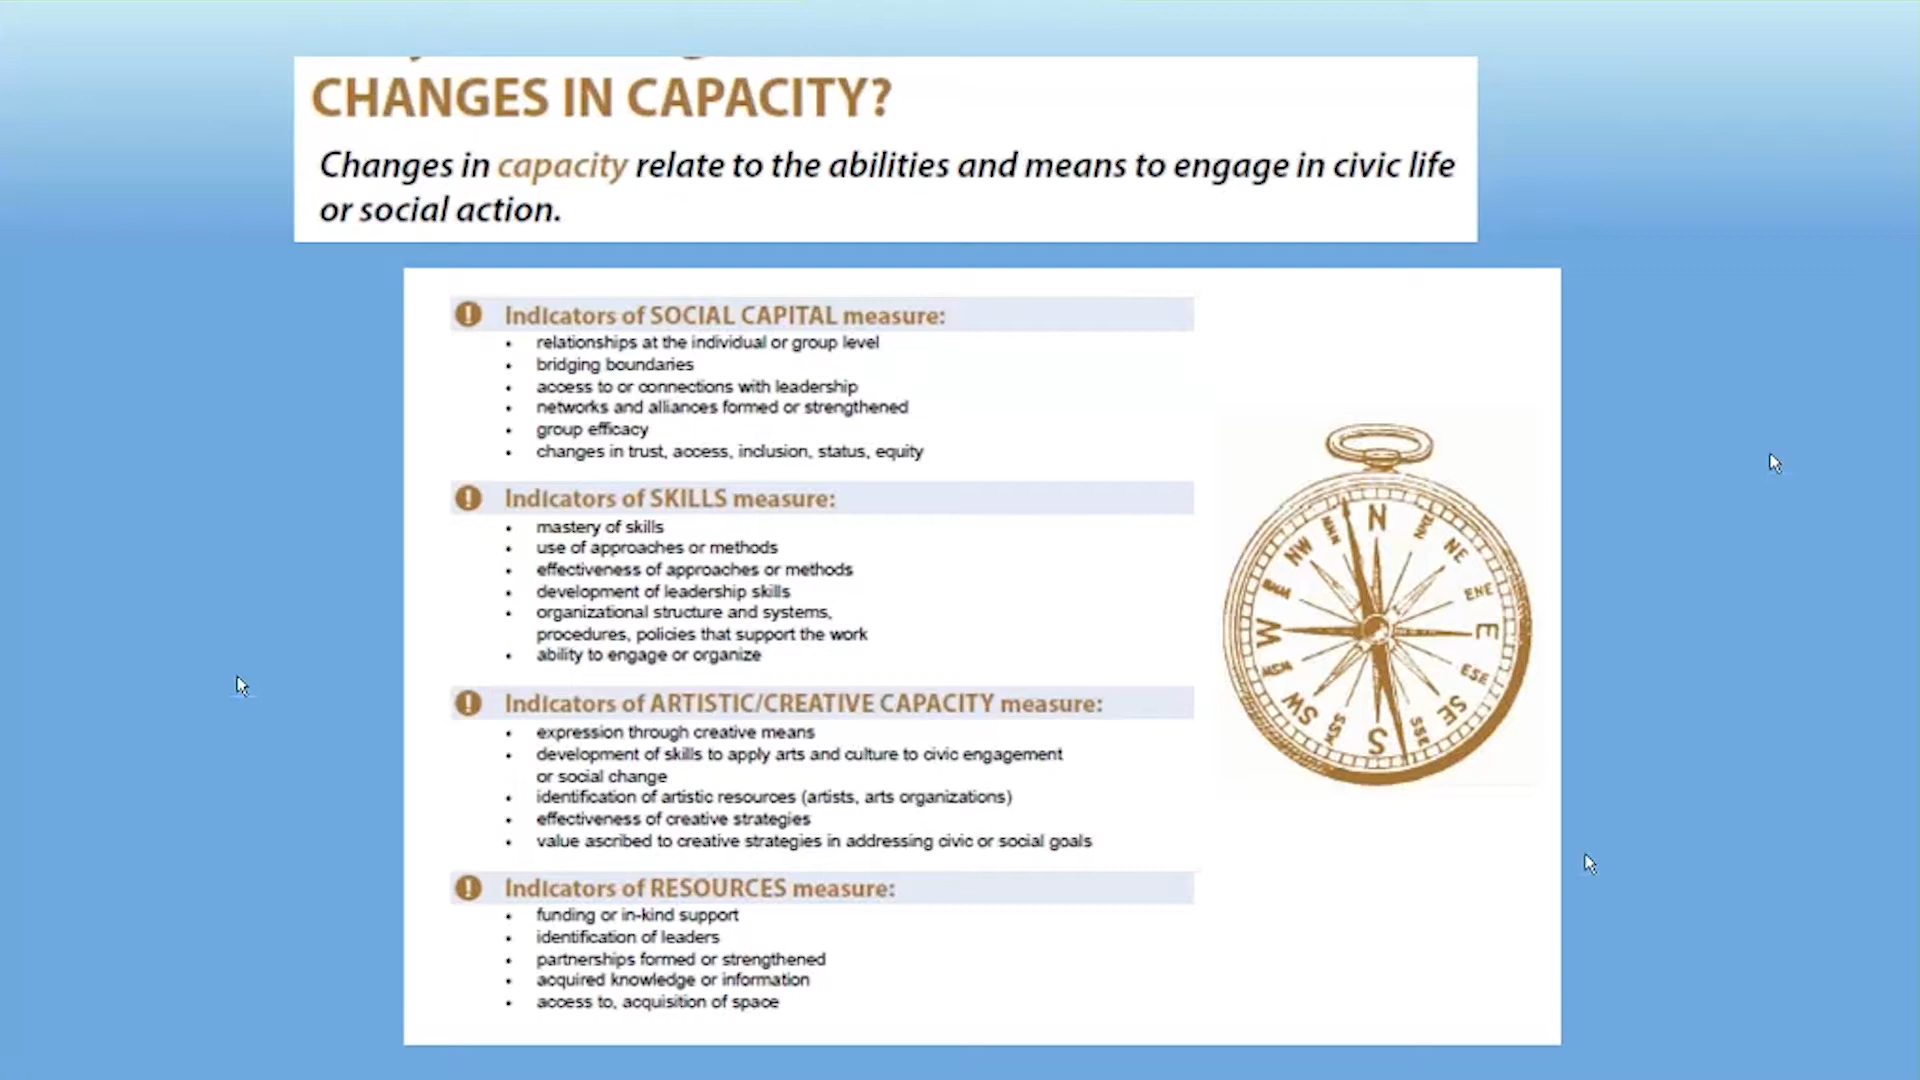 CHANGES IN CAPACITY?
Changes in capacity relate to the abilities and means to engage in civic life
or social action.
Indicators of SOCIAL CAPITAL measure:
• relationships at the individual or group level
• bridging boundaries
• access to or connections with leadership
• networks and alliances formed or strengthened
• group efficacy
• changes in trust, access, inclusion, status, equity
Indicators of SKILLS measure:
• mastery of skills
• use of approaches or methods
• effectiveness of approaches or methods
• development of leadership skills
• organizational structure and systems,
procedures, policies that support the work
• ability to engage or organize
Indicators of ARTISTIC/CREATIVE CAPACITY measure:
• expression through creative means
• development of skills to apply arts and culture to civic engagement
or social change
• identification of artistic resources (artists, arts organizations)
• effectiveness of creative strategies
• value ascribed to creative strategies in addressing civic or social goals
Indicators of RESOURCES measure:
• funding or in-kind support
• identification of leaders
• partnerships formed or strengthened
• acquired knowledge or information
• access to, acquisition of space
N
NE
ENE
E
ESE
SE
SSE
S
SW
W
NW